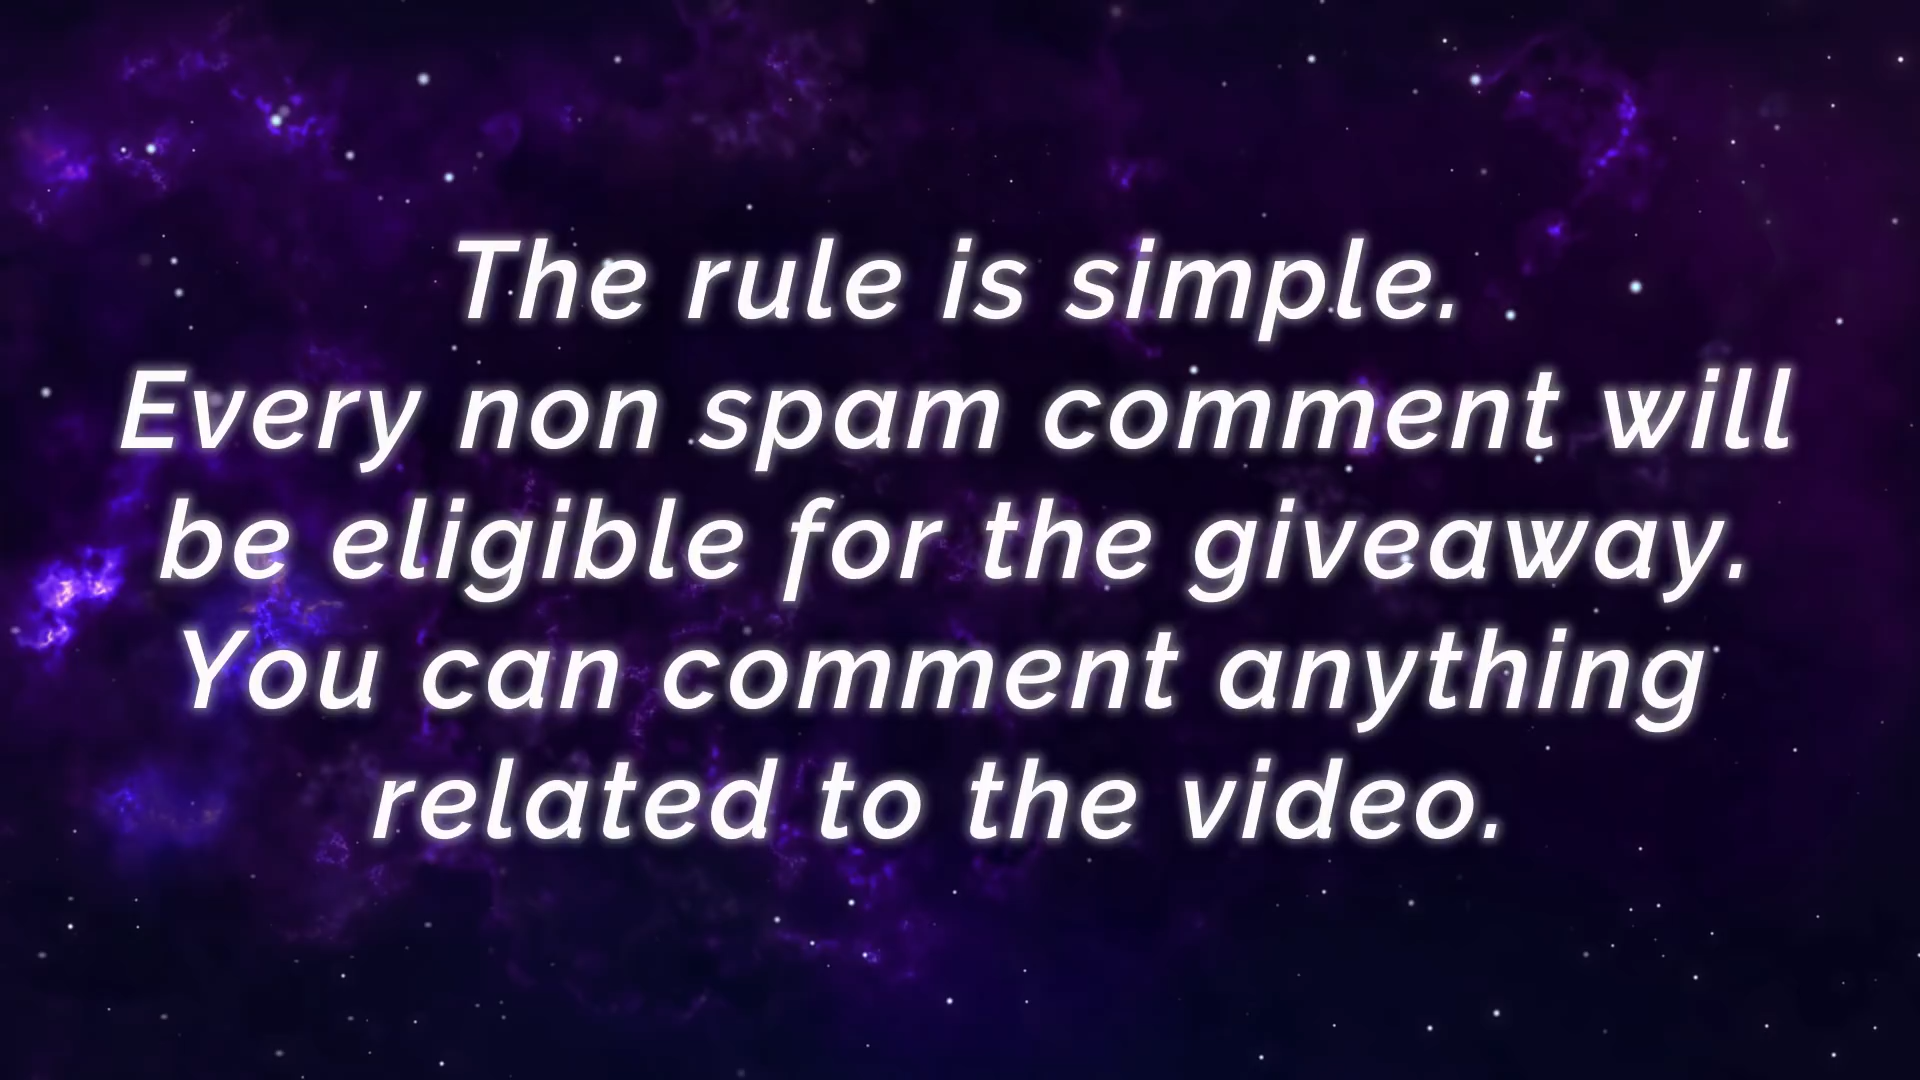 The rule is simple.
Every non spam comment will
be eligible for the giveaway.
You can comment anything
related to the video.